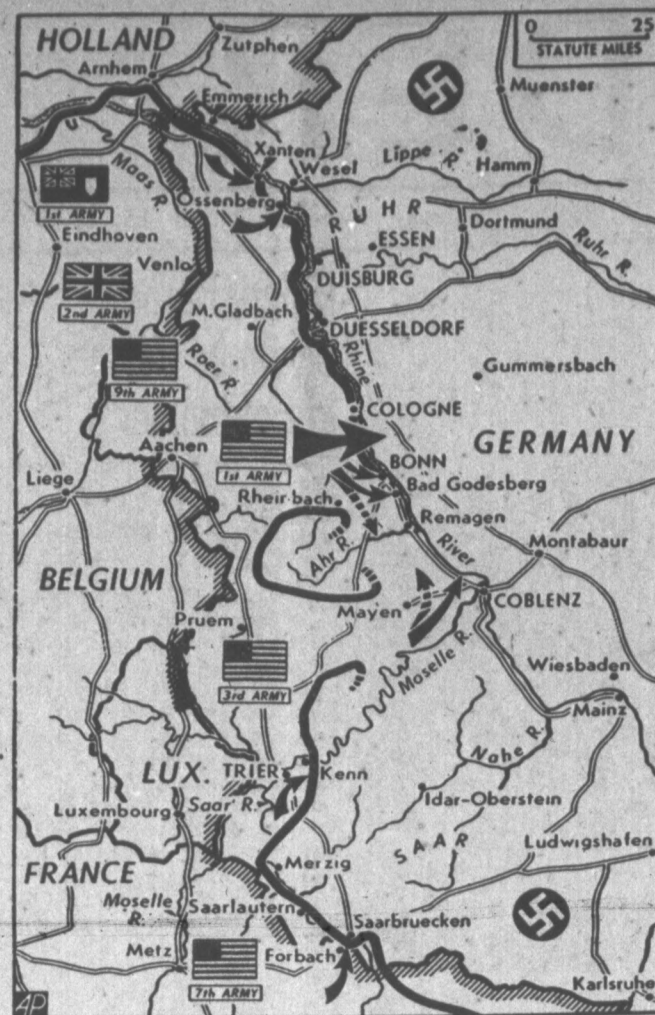 HOLLAND
Zutphen
0 25
STATUTE MILES
Arnhem
Emmerich
Muenster
Xanten
Wesel
Lippe R.
Hamm
Maas R.
1st ARMY
Ossenberg
RUHR
Dortmund
Eindhoven
ESSEN
Ruhr R.
Venlo
DUISBURG
2nd ARMY
M. Gladbach
DUESSELDORF
Roer R.
Rhine
Gummersbach
9th ARMY
COLOGNE
Aachen
1st ARMY
GERMANY
BONN
Liege
Rheir bach
Bad Godesberg
Remagen
Ahr R.
River
Montabaur
BELGIUM
Mayen
COBLENZ
Pruem
Moselle R.
Wiesbaden
3rd ARMY
Mainz
Nahe R.
LUX.
TRIER
Kenn
Saar R.
Idar-Oberstein
Luxembourg
SAAR
Ludwigshafen
FRANCE
Merzig
Moselle R.
Saarlautern
Saarbruecken
Metz
Forbach
7th ARMY
Karlsruhe
AP